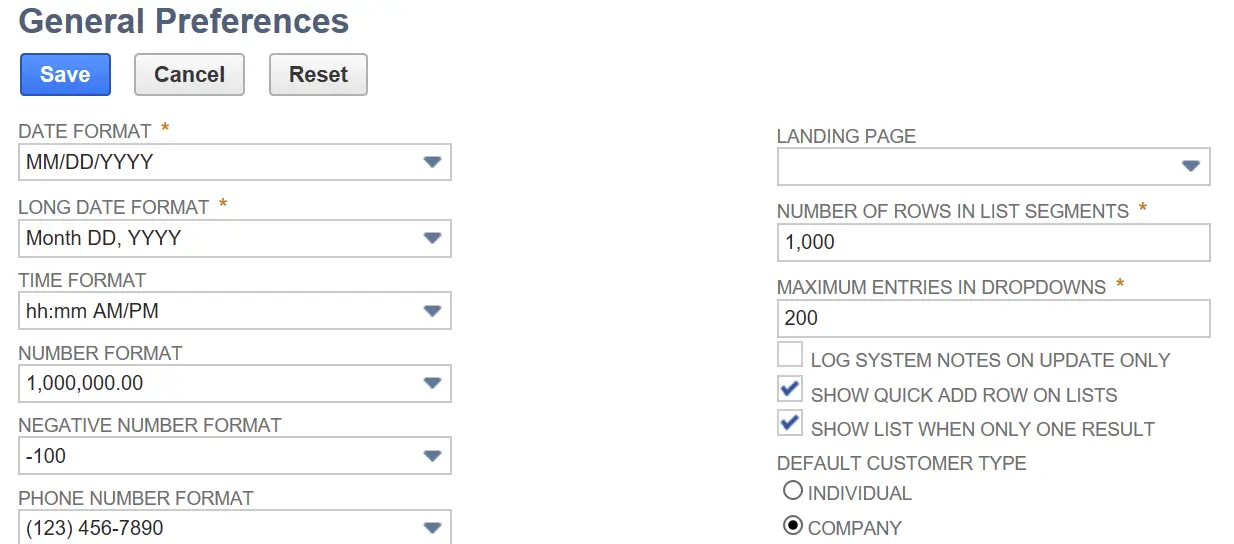 General Preferences
Save Cancel Reset
DATE FORMAT *
MM/DD/YYYY
LONG DATE FORMAT *
Month DD, YYYY
TIME FORMAT
hh:mm AM/PM
NUMBER FORMAT
1,000,000.00
NEGATIVE NUMBER FORMAT
-100
PHONE NUMBER FORMAT
(123) 456-7890
LANDING PAGE
NUMBER OF ROWS IN LIST SEGMENTS *
1,000
MAXIMUM ENTRIES IN DROPDOWNS *
200
LOG SYSTEM NOTES ON UPDATE ONLY
SHOW QUICK ADD ROW ON LISTS
SHOW LIST WHEN ONLY ONE RESULT
DEFAULT CUSTOMER TYPE
INDIVIDUAL
COMPANY